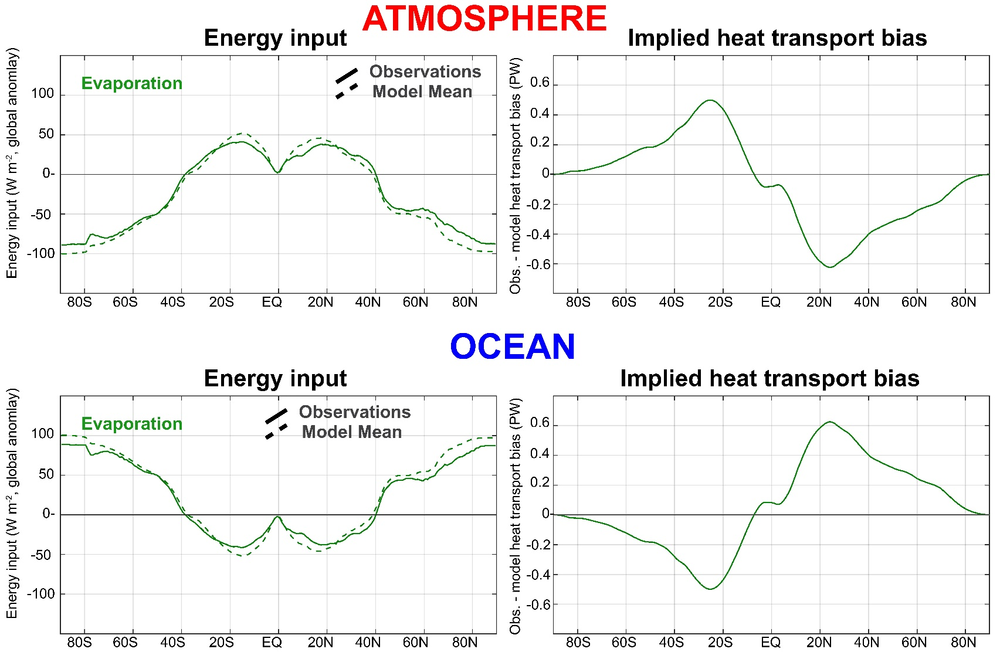 ATMOSPHERE
Energy input
Implied heat transport bias
Energy input (W m-2, global anomlay)
Evaporation
Observations
Model Mean
100
50
0-
-50
-100
80S 60S 40S 20S EQ 20N 40N 60N 80N
Obs. - model heat transport bias (PW)
0.6
0.4
0.2
0
-0.2
-0.4
-0.6
80S 60S 40S 20S EQ 20N 40N 60N 80N
OCEAN
Energy input
Implied heat transport bias
Energy input (W m-2, global anomlay)
Evaporation
Observations
Model Mean
100
50
0-
-50
-100
80S 60S 40S 20S EQ 20N 40N 60N 80N
Obs. - model heat transport bias (PW)
0.6
0.4
0.2
0
-0.2
-0.4
-0.6
80S 60S 40S 20S EQ 20N 40N 60N 80N